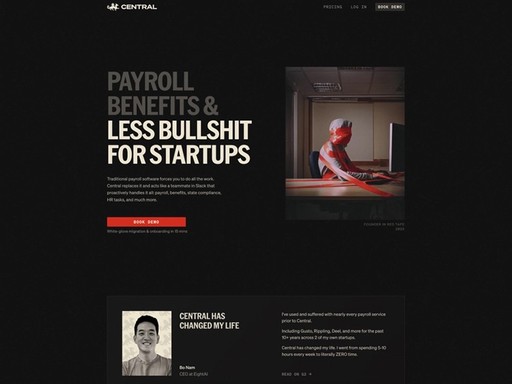 CENTRAL
PRICING
LOG IN
BOOK DEMO
PAYROLL
BENEFITS &
LESS BULLSHIT
FOR STARTUPS
Traditional payroll software forces you to do all the work.
Central replaces it and acts like a teammate in Slack that
proactively handles it all: payroll, benefits, state compliance,
HR tasks, and much more.
BOOK DEMO
White-glove migration & onboarding in 15 mins
FOUNDER IN RED TAPE
CENTRAL HAS
CHANGED MY LIFE
Bo Nam
CEO of EightAI
I've used and suffered with nearly every payroll service
prior to Central.
Including Gusto, Rippling, Deel, and more for the past
10+ years across 2 of my own startups.
Central has changed my life. I went from spending 5-10
hours every week to literally ZERO time.
READ ON G2